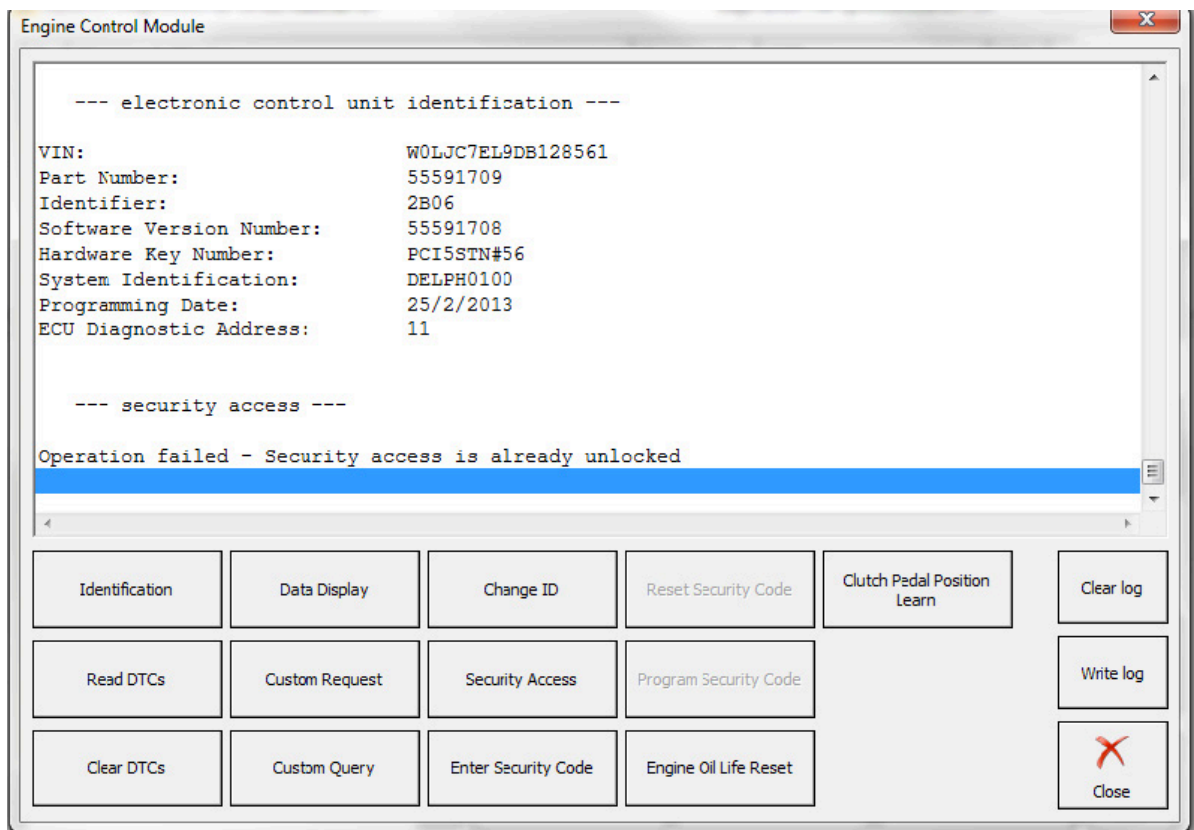 Engine Control Module
--- electronic control unit identification ---
VIN: W0LJC7EL9DB128561
Part Number: 55591709
Identifier: 2B06
Software Version Number: 55591708
Hardware Key Number: PCI5STN#56
System Identification: DELPH0100
Programming Date: 25/2/2013
ECU Diagnostic Address: 11
--- security access ---
Operation failed - Security access is already unlocked
Identification
Data Display
Change ID
Reset Security Code
Clutch Pedal Position
Learn
Clear log
Read DTCs
Custom Request
Security Access
Program Security Code
Write log
Clear DTCs
Custom Query
Enter Security Code
Engine Oil Life Reset
Close